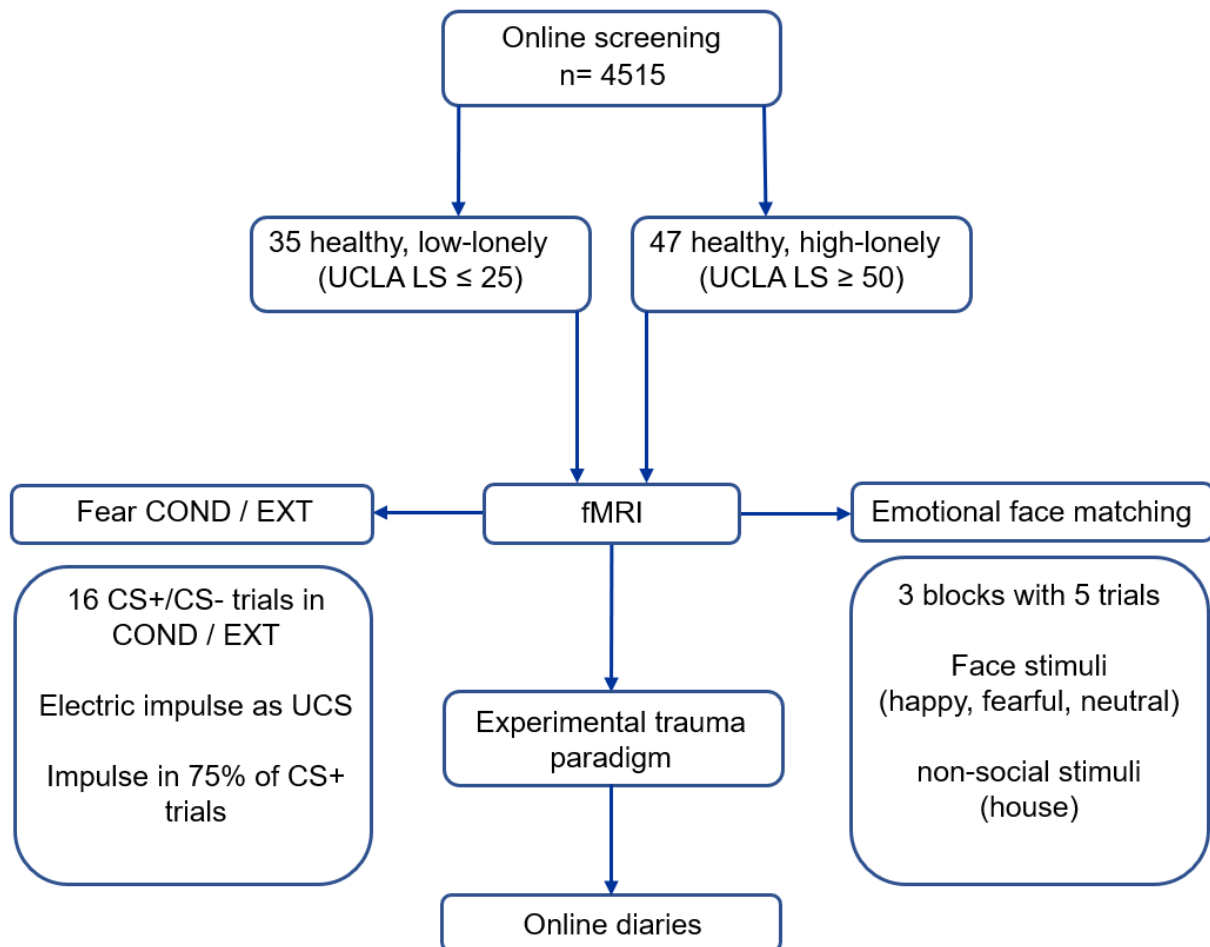 Online screening
n= 4515
35 healthy, low-lonely
(UCLA LS ≤ 25)
47 healthy, high-lonely
(UCLA LS ≥ 50)
Fear COND / EXT
fMRI
Emotional face matching
16 CS+/CS- trials in
COND / EXT
Electric impulse as UCS
Impulse in 75% of CS+
trials
3 blocks with 5 trials
Face stimuli
(happy, fearful, neutral)
non-social stimuli
(house)
Experimental trauma
paradigm
Online diaries